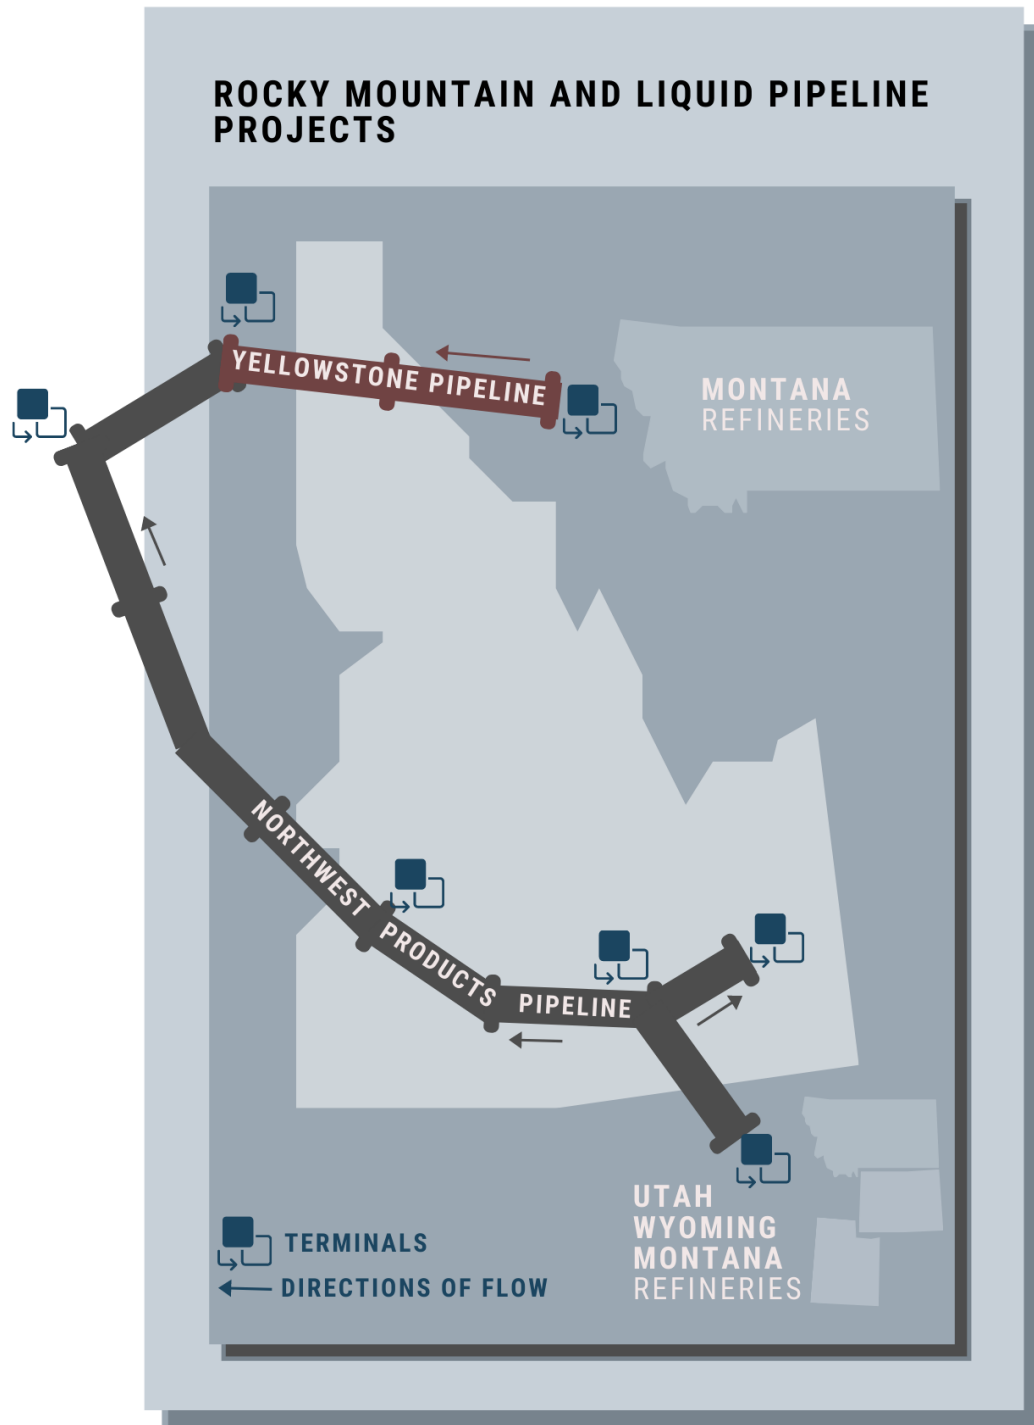 ROCKY MOUNTAIN AND LIQUID PIPELINE
PROJECTS
YELLOWSTONE PIPELINE
MONTANA
REFINERIES
NORTHWEST PRODUCTS PIPELINE
UTAH
WYOMING
MONTANA
REFINERIES
TERMINALS
DIRECTIONS OF FLOW